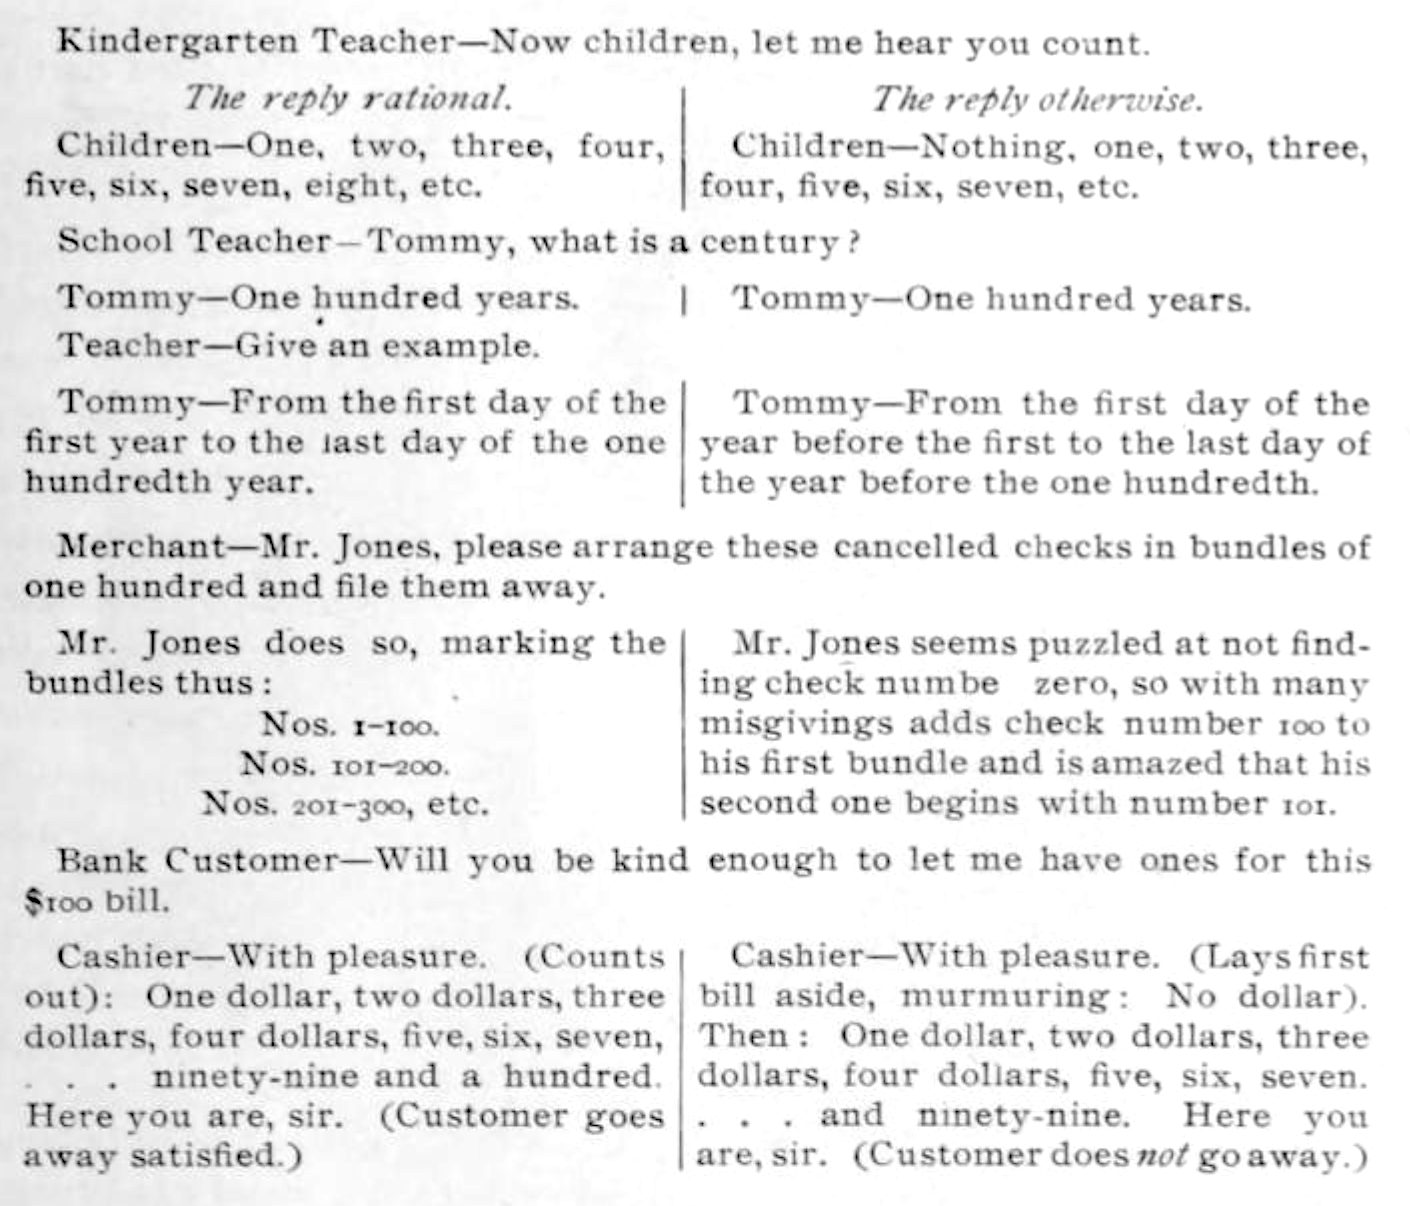 Kindergarten Teacher—Now children, let me hear you count.
The reply rational.
Children—One, two, three, four,
five, six, seven, eight, etc.
The reply otherwise.
Children—Nothing, one, two, three,
four, five, six, seven, etc.
School Teacher—Tommy, what is a century?
Tommy—One hundred years.
Tommy—One hundred years.
Teacher—Give an example.
Tommy—From the first day of the
first year to the last day of the one
hundredth year.
Tommy—From the first day of the
year before the first to the last day of
the year before the one hundredth.
Merchant—Mr. Jones, please arrange these cancelled checks in bundles of
one hundred and file them away.
Mr. Jones does so, marking the
bundles thus:
Nos. 1-100.
Nos. 101-200.
Nos. 201-300, etc.
Mr. Jones seems puzzled at not find-
ing check numbe zero, so with many
misgivings adds check number 100 to
his first bundle and is amazed that his
second one begins with number 101.
Bank Customer—Will you be kind enough to let me have ones for this
$100 bill.
Cashier—With pleasure. (Counts
out): One dollar, two dollars, three
dollars, four dollars, five, six, seven,
. . . ninety-nine and a hundred.
Here you are, sir. (Customer goes
away satisfied.)
Cashier—With pleasure. (Lays first
bill aside, murmuring: No dollar).
Then: One dollar, two dollars, three
dollars, four dollars, five, six, seven.
. . . and ninety-nine. Here you
are, sir. (Customer does not go away.)